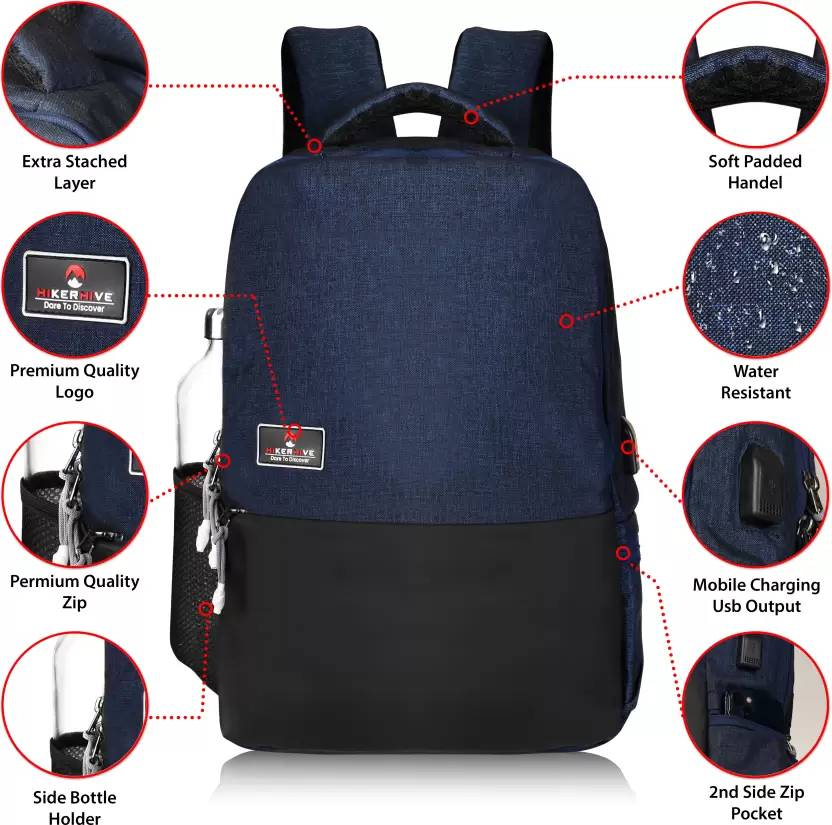 Extra Stached
Layer
Soft Padded
Handel
HIKERHIVE
Dare To Discover
Premium Quality
Logo
Water
Resistant
HIKERHIVE
Dare To Discover
Permium Quality
Zip
Mobile Charging
Usb Output
Side Bottle
Holder
2nd Side Zip
Pocket